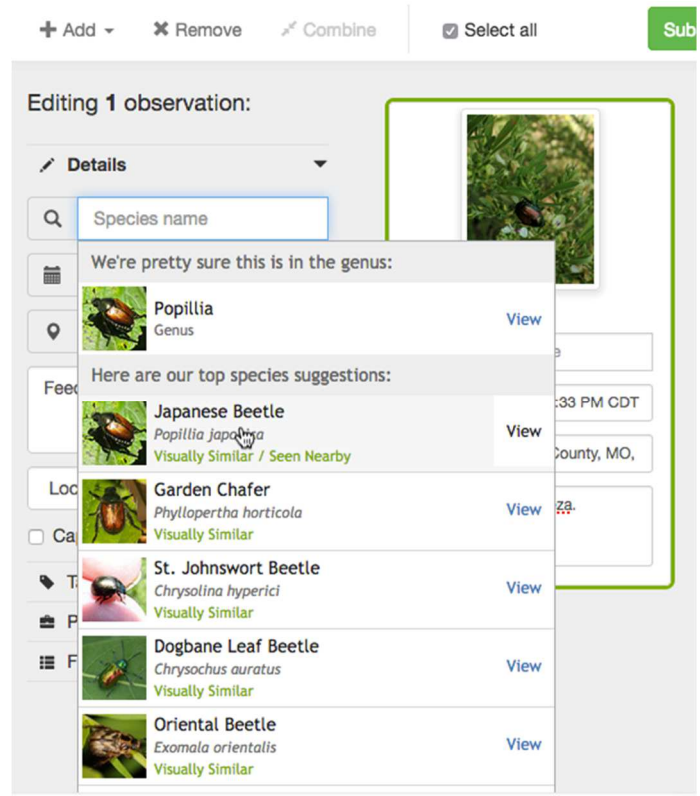 Add
Remove
Combine
Select all
Sub
Editing 1 observation:
Details
Species name
We're pretty sure this is in the genus:
Popillia
Genus
View
Here are our top species suggestions:
Japanese Beetle
Popillia japonica
Visually Similar / Seen Nearby
View
Garden Chafer
Phyllopertha horticola
Visually Similar
View
St. Johnswort Beetle
Chrysolina hyperici
Visually Similar
View
Dogbane Leaf Beetle
Chrysochus auratus
Visually Similar
View
Oriental Beetle
Exomala orientalis
Visually Similar
View
Feed
Loc
Ca
T
P
F
:33 PM CDT
County, MO,
za.